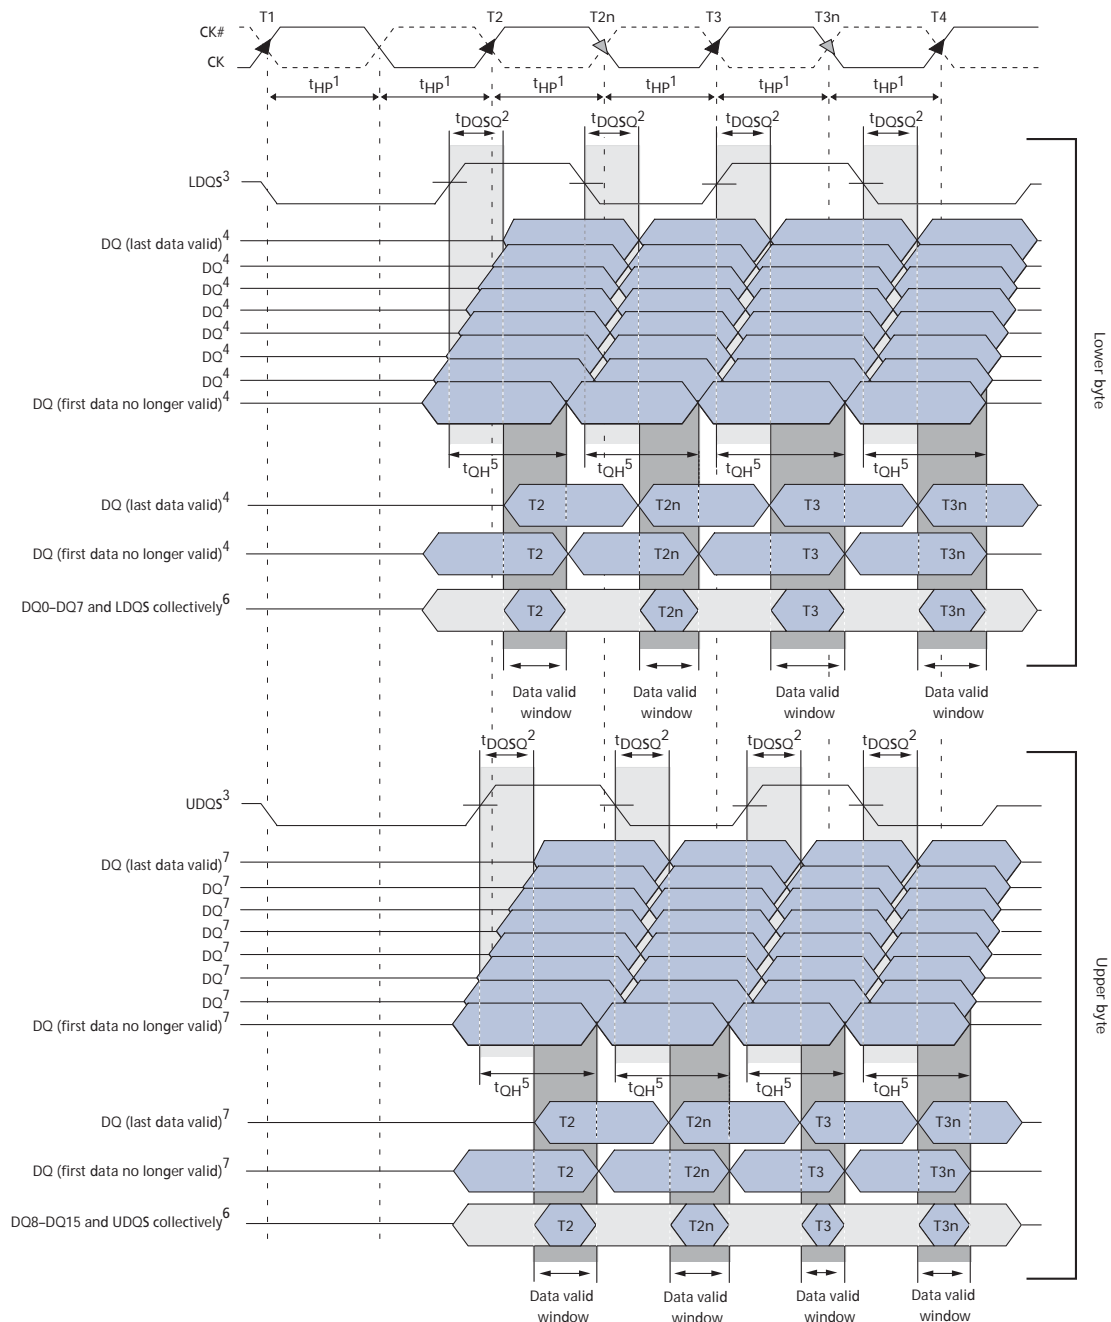 T1 T2 T2n T3 T3n T4
CK#
CK
tHP1 tHP1 tHP1 tHP1 tHP1 tHP1
tDQSQ2 tDQSQ2 tDQSQ2 tDQSQ2
LDQS3
DQ (last data valid)4
DQ4
DQ4
DQ4
DQ4
DQ4
DQ4
DQ (first data no longer valid)4
Lower byte
tQH5 tQH5 tQH5 tQH5
DQ (last data valid)4 T2 T2n T3 T3n
DQ (first data no longer valid)4 T2 T2n T3 T3n
DQ0–DQ7 and LDQS collectively6 T2 T2n T3 T3n
Data valid Data valid Data valid Data valid
window window window window
tDQSQ2 tDQSQ2 tDQSQ2 tDQSQ2
UDQS3
DQ (last data valid)7
DQ7
DQ7
DQ7
DQ7
DQ7
DQ7
DQ (first data no longer valid)7
Upper byte
tQH5 tQH5 tQH5 tQH5
DQ (last data valid)7 T2 T2n T3 T3n
DQ (first data no longer valid)7 T2 T2n T3 T3n
DQ8–DQ15 and UDQS collectively6 T2 T2n T3 T3n
Data valid Data valid Data valid Data valid
window window window window